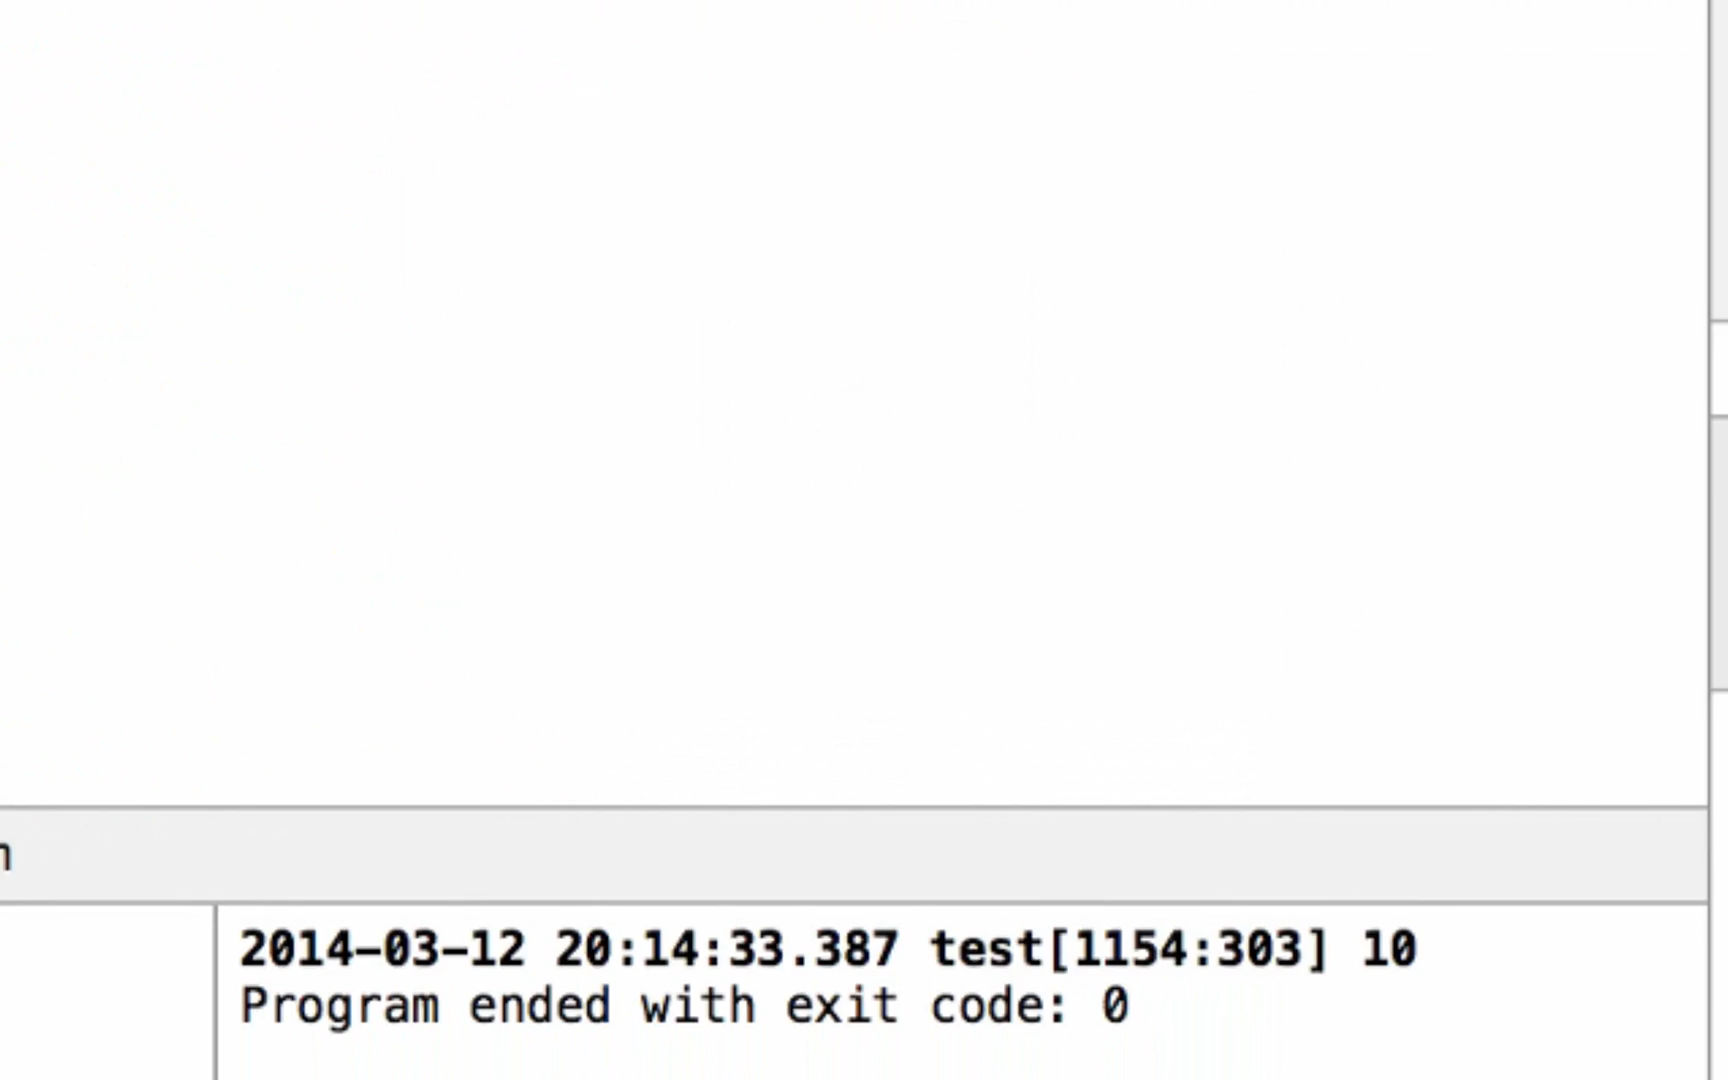 2014-03-12 20:14:33.387 test[1154:303] 10
Program ended with exit code: 0